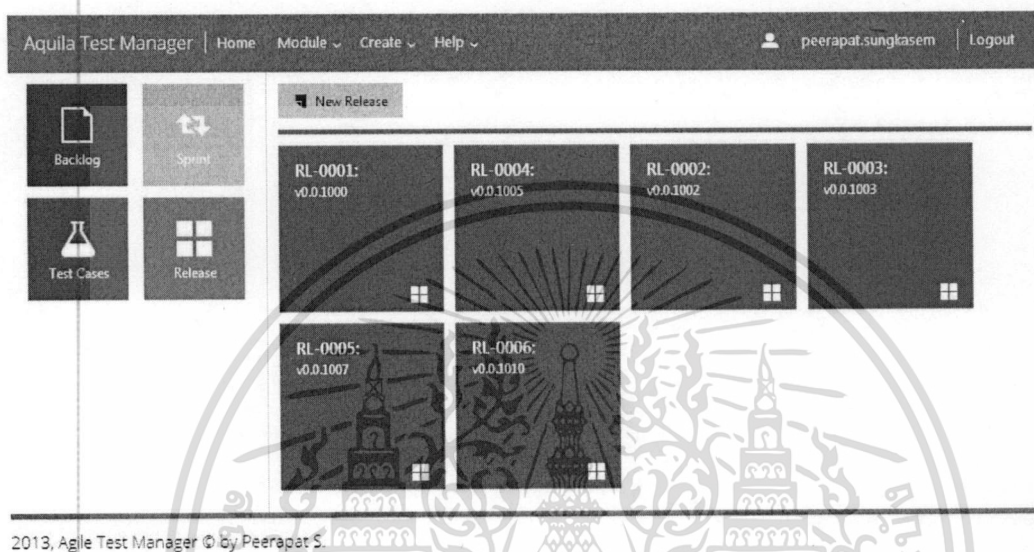 Aquila Test Manager | Home Module Create Help peerapat.sungkasem | Logout
Backlog
Sprint
Test Cases
Release
New Release
RL-0001:
v0.0.1000
RL-0004:
v0.0.1005
RL-0002:
v0.0.1002
RL-0003:
v0.0.1003
RL-0005:
v0.0.1007
RL-0006:
v0.0.1010
2013, Agile Test Manager © by Peerapat S.